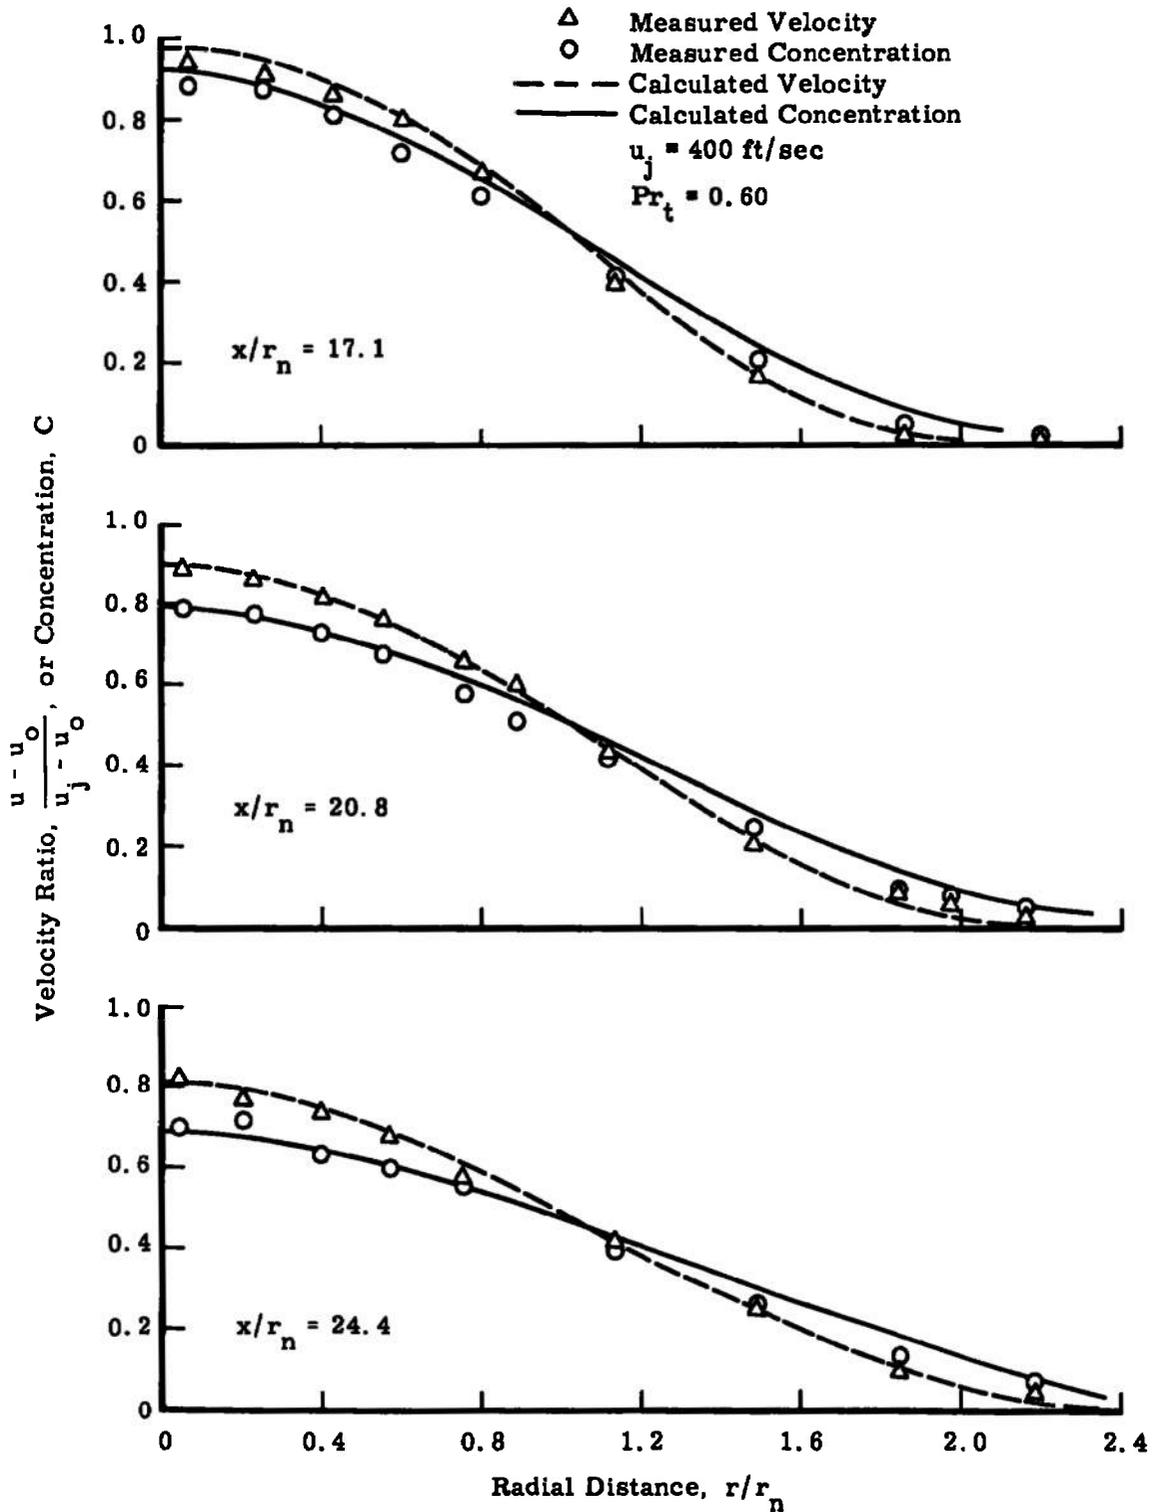 Measured Velocity
Measured Concentration
Calculated Velocity
Calculated Concentration
u_j = 400 ft/sec
Pr_t = 0.60
1.0
0.8
0.6
0.4
0.2
0
x/r_n = 17.1
1.0
0.8
0.6
0.4
0.2
0
x/r_n = 20.8
1.0
0.8
0.6
0.4
0.2
0
x/r_n = 24.4
0 0.4 0.8 1.2 1.6 2.0 2.4
Radial Distance, r/r_n
Velocity Ratio, (u - u_o)/(u_j - u_o), or Concentration, C